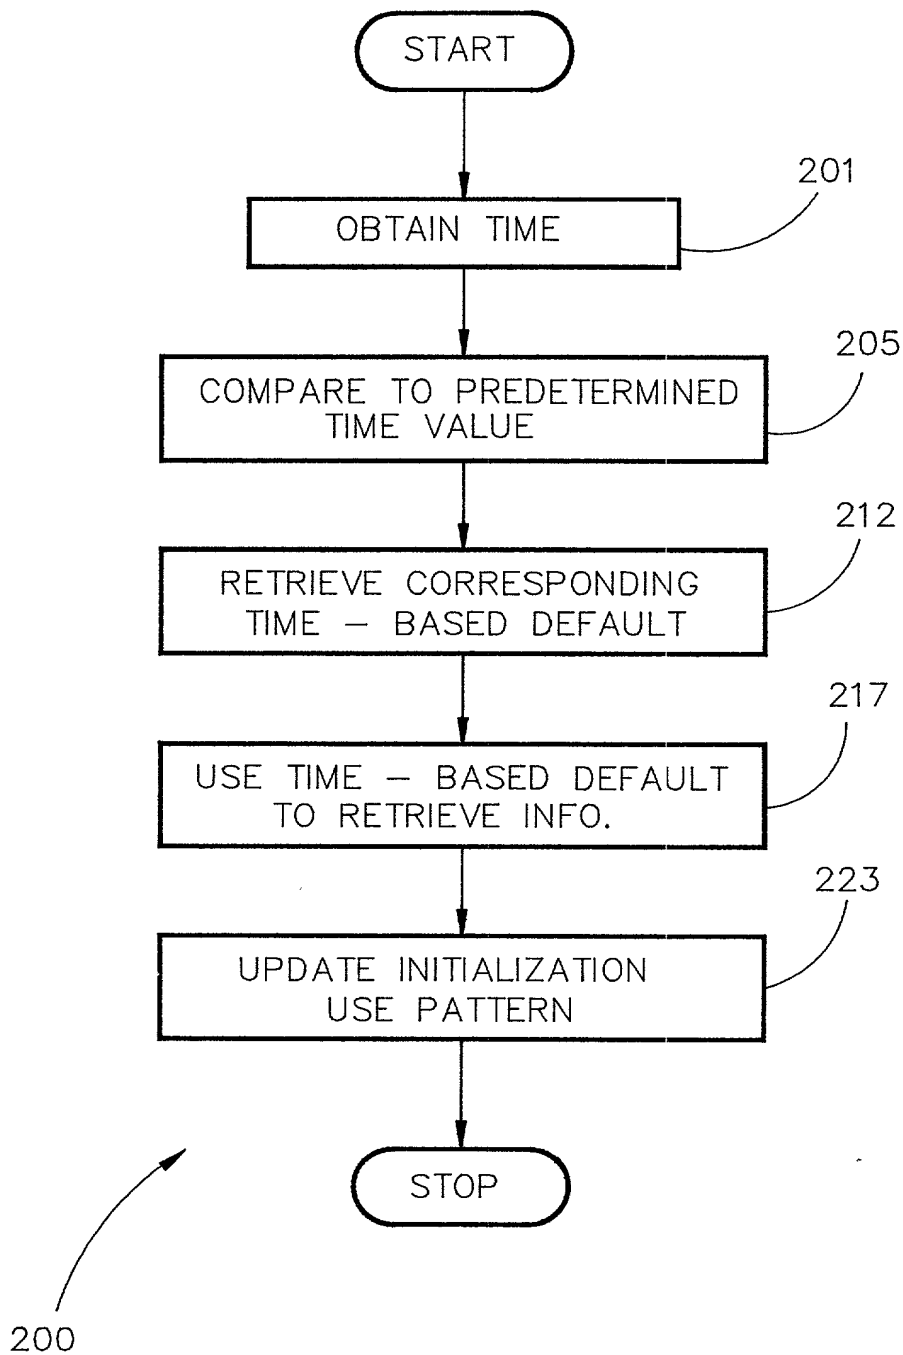 START
201
OBTAIN TIME
205
COMPARE TO PREDETERMINED
TIME VALUE
212
RETRIEVE CORRESPONDING
TIME – BASED DEFAULT
217
USE TIME – BASED DEFAULT
TO RETRIEVE INFO.
223
UPDATE INITIALIZATION
USE PATTERN
STOP
200